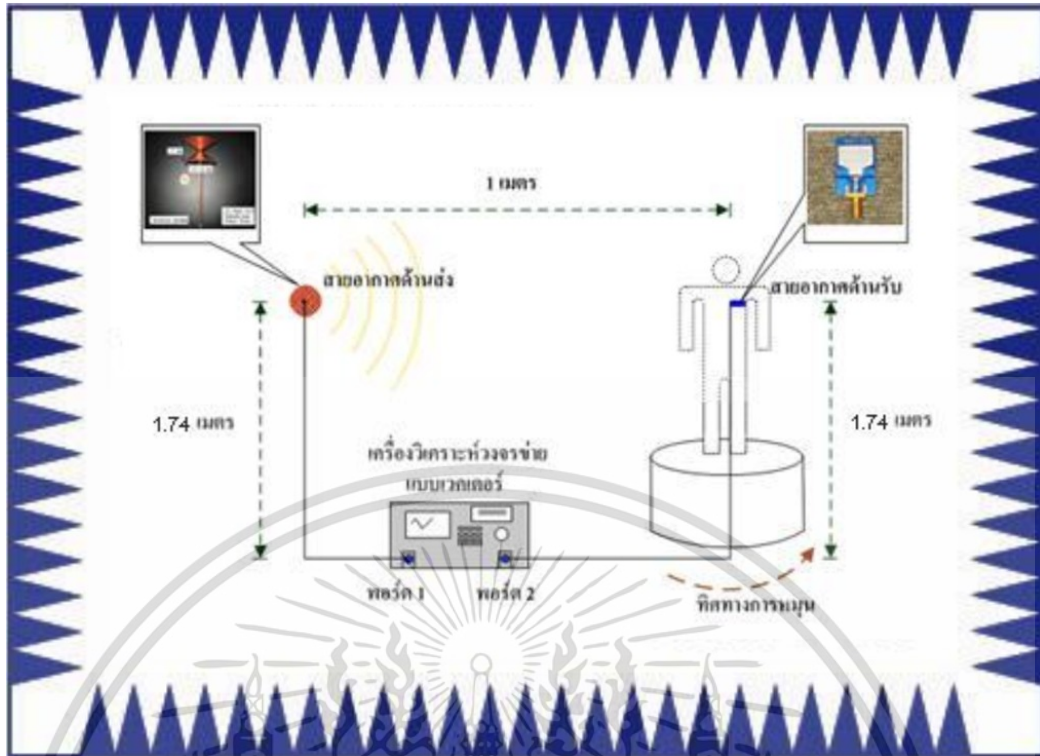 1 เมตร
สายอากาศด้านส่ง
สายอากาศด้านรับ
1.74 เมตร
1.74 เมตร
เครื่องวิเคราะห์วงจรข่าย
แบบเวกเตอร์
พอร์ต 1
พอร์ต 2
ทิศทางการหมุน